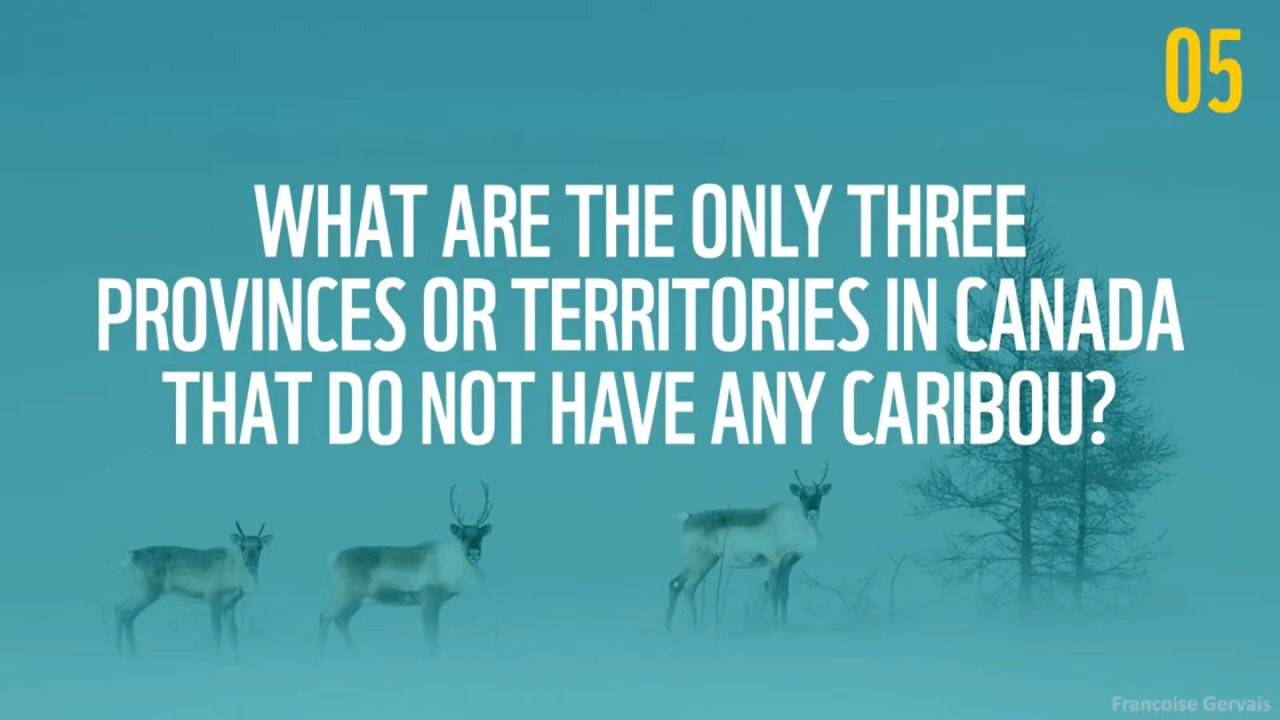 05
WHAT ARE THE ONLY THREE
PROVINCES OR TERRITORIES IN CANADA
THAT DO NOT HAVE ANY CARIBOU?
Francoise Gervais